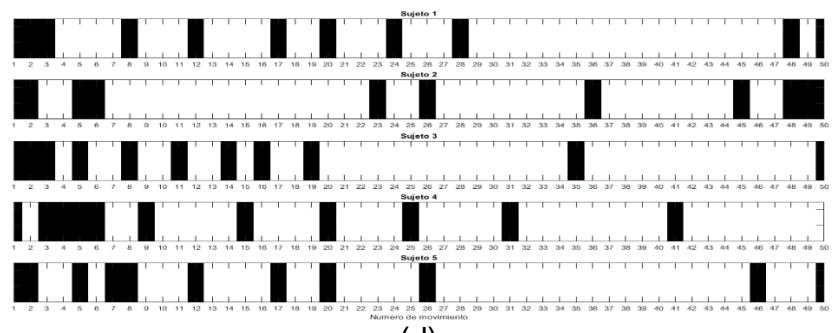 Sujeto 1
1 2 3 4 5 6 7 8 9 10 11 12 13 14 15 16 17 18 19 20 21 22 23 24 25 26 27 28 29 30 31 32 33 34 35 36 37 38 39 40 41 42 43 44 45 46 47 48 49 50
Sujeto 2
1 2 3 4 5 6 7 8 9 10 11 12 13 14 15 16 17 18 19 20 21 22 23 24 25 26 27 28 29 30 31 32 33 34 35 36 37 38 39 40 41 42 43 44 45 46 47 48 49 50
Sujeto 3
1 2 3 4 5 6 7 8 9 10 11 12 13 14 15 16 17 18 19 20 21 22 23 24 25 26 27 28 29 30 31 32 33 34 35 36 37 38 39 40 41 42 43 44 45 46 47 48 49 50
Sujeto 4
1 2 3 4 5 6 7 8 9 10 11 12 13 14 15 16 17 18 19 20 21 22 23 24 25 26 27 28 29 30 31 32 33 34 35 36 37 38 39 40 41 42 43 44 45 46 47 48 49 50
Sujeto 5
1 2 3 4 5 6 7 8 9 10 11 12 13 14 15 16 17 18 19 20 21 22 23 24 25 26 27 28 29 30 31 32 33 34 35 36 37 38 39 40 41 42 43 44 45 46 47 48 49 50
Numero de movimiento